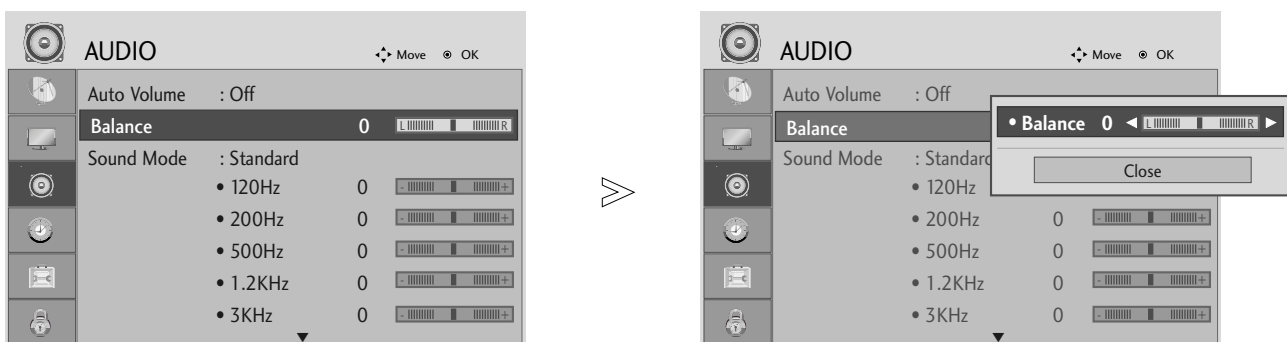 AUDIO Move OK
Auto Volume : Off
Balance 0 L R
Sound Mode : Standard
• 120Hz 0 - +
• 200Hz 0 - +
• 500Hz 0 - +
• 1.2KHz 0 - +
• 3KHz 0 - +
AUDIO Move OK
Auto Volume : Off
Balance
• Balance 0 L R
Close
Sound Mode : Standard
• 120Hz
• 200Hz 0 - +
• 500Hz 0 - +
• 1.2KHz 0 - +
• 3KHz 0 - +